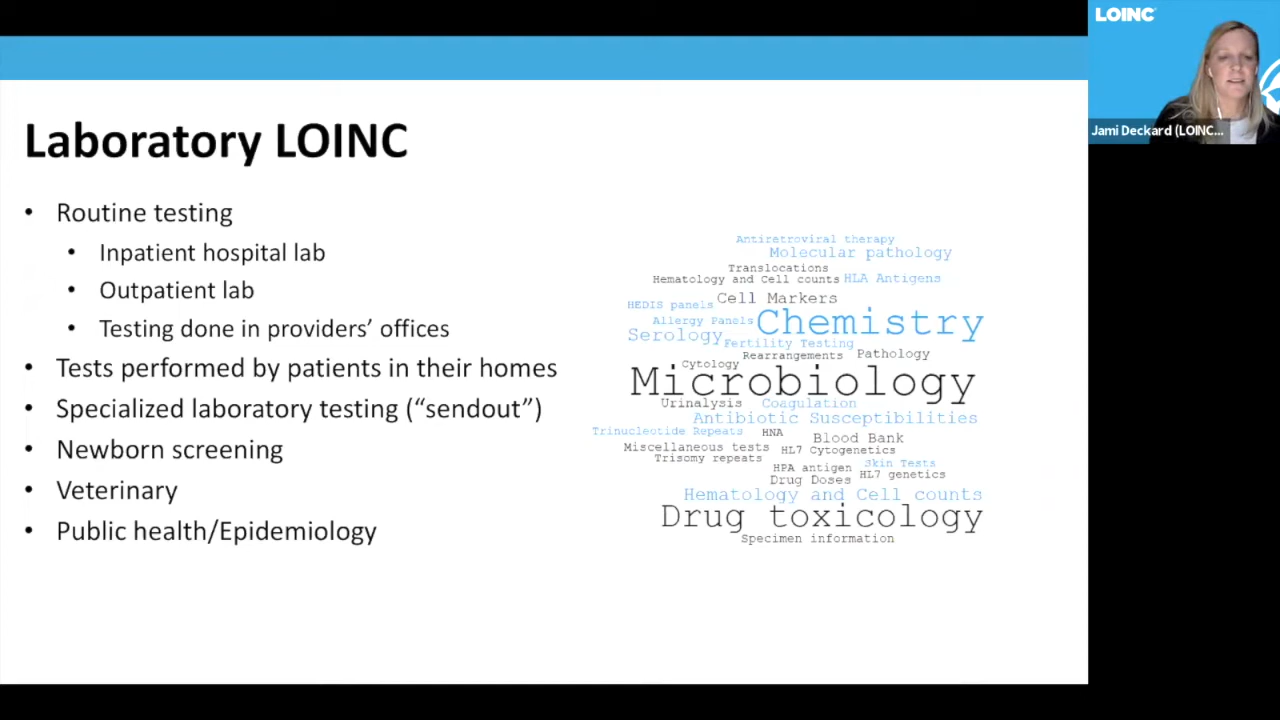 Laboratory LOINC
• Routine testing
• Inpatient hospital lab
• Outpatient lab
• Testing done in providers’ offices
• Tests performed by patients in their homes
• Specialized laboratory testing (“sendout”)
• Newborn screening
• Veterinary
• Public health/Epidemiology
Antiretroviral therapy
Molecular pathology
Translocations
Hematology and Cell counts HLA Antigens
HEDIS panels Cell Markers
Allergy Panels Chemistry
Serology Fertility Testing
Rearrangements Pathology
Cytology
Microbiology
Urinalysis Coagulation
Antibiotic Susceptibilities
Trinucleotide Repeats HNA
Blood Bank
Miscellaneous tests HL7 Cytogenetics
Trisomy repeats
HPA antigen Skin Tests
Drug Doses HL7 genetics
Hematology and Cell counts
Drug toxicology
Specimen information
LOINC
Jami Deckard (LOINC...